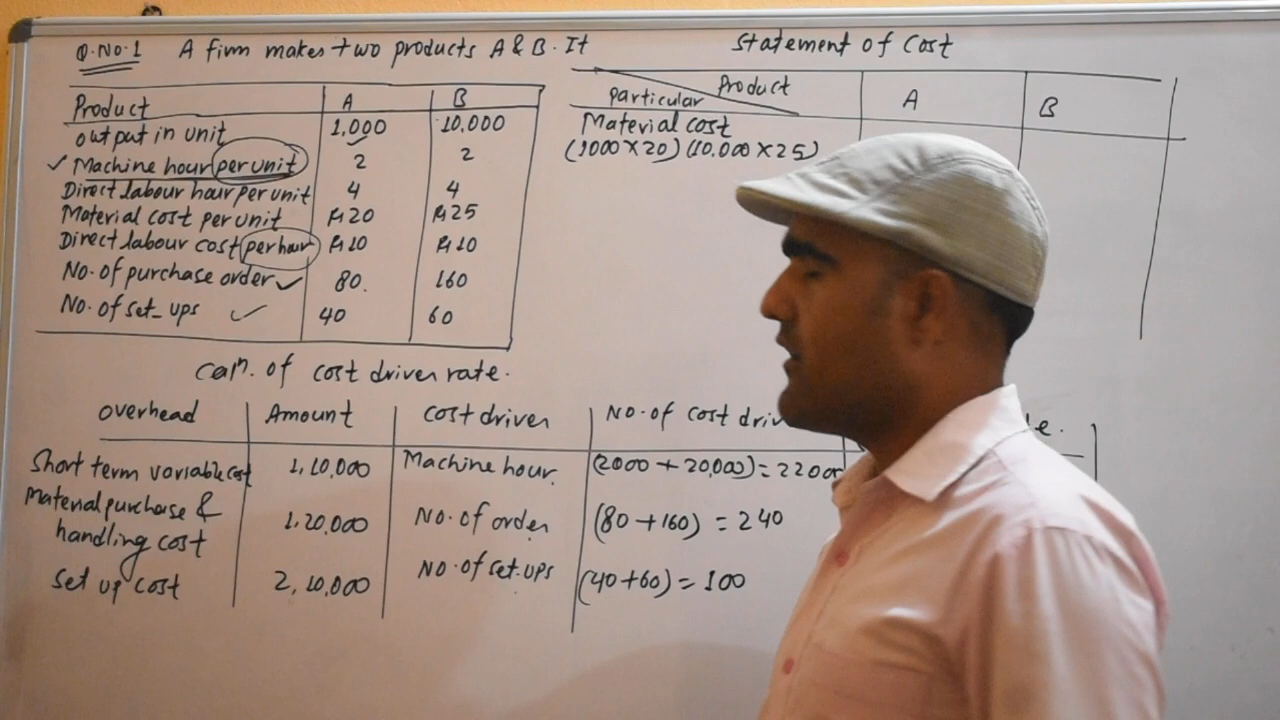 Q.No.1 A firm makes two products A & B. It
Product A B
output in unit 1,000 10,000
✓ Machine hour per unit 2 2
Direct labour hour per unit 4 4
Material cost per unit Rs 20 Rs 25
Direct labour cost per hour Rs 10 Rs 10
No. of purchase order ✓ 80. 160
No. of set-ups ✓ 40 60
Statement of Cost
Product
particular A B
Material cost
(1000 × 20) (10,000 × 25)
caln. of cost driver rate.
overhead Amount cost driver No. of cost driv e.
Short term variable cost 1,10,000 Machine hour. (2000 + 20,000) = 2200
Material purchase &
handling cost 1,20,000 No. of order (80 + 160) = 240
Set up cost 2,10,000 No. of set-ups (40 + 60) = 100